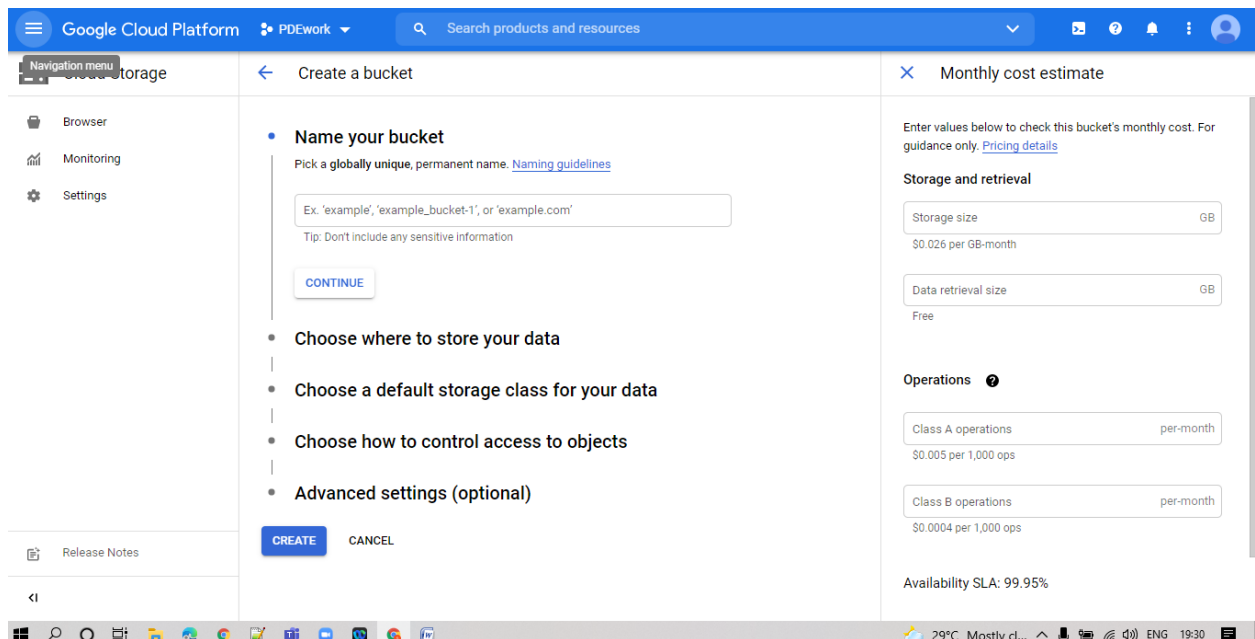 Google Cloud Platform
PDEwork
Search products and resources
Navigation menu
torage
Create a bucket
Monthly cost estimate
Browser
Monitoring
Settings
Name your bucket
Pick a globally unique, permanent name. Naming guidelines
Ex. 'example', 'example_bucket-1', or 'example.com'
Tip: Don't include any sensitive information
CONTINUE
Choose where to store your data
Choose a default storage class for your data
Choose how to control access to objects
Advanced settings (optional)
CREATE CANCEL
Enter values below to check this bucket's monthly cost. For
guidance only. Pricing details
Storage and retrieval
Storage size GB
$0.026 per GB-month
Data retrieval size GB
Free
Operations
Class A operations per-month
$0.005 per 1,000 ops
Class B operations per-month
$0.0004 per 1,000 ops
Availability SLA: 99.95%
Release Notes
29°C Mostly cl... ENG 19:30